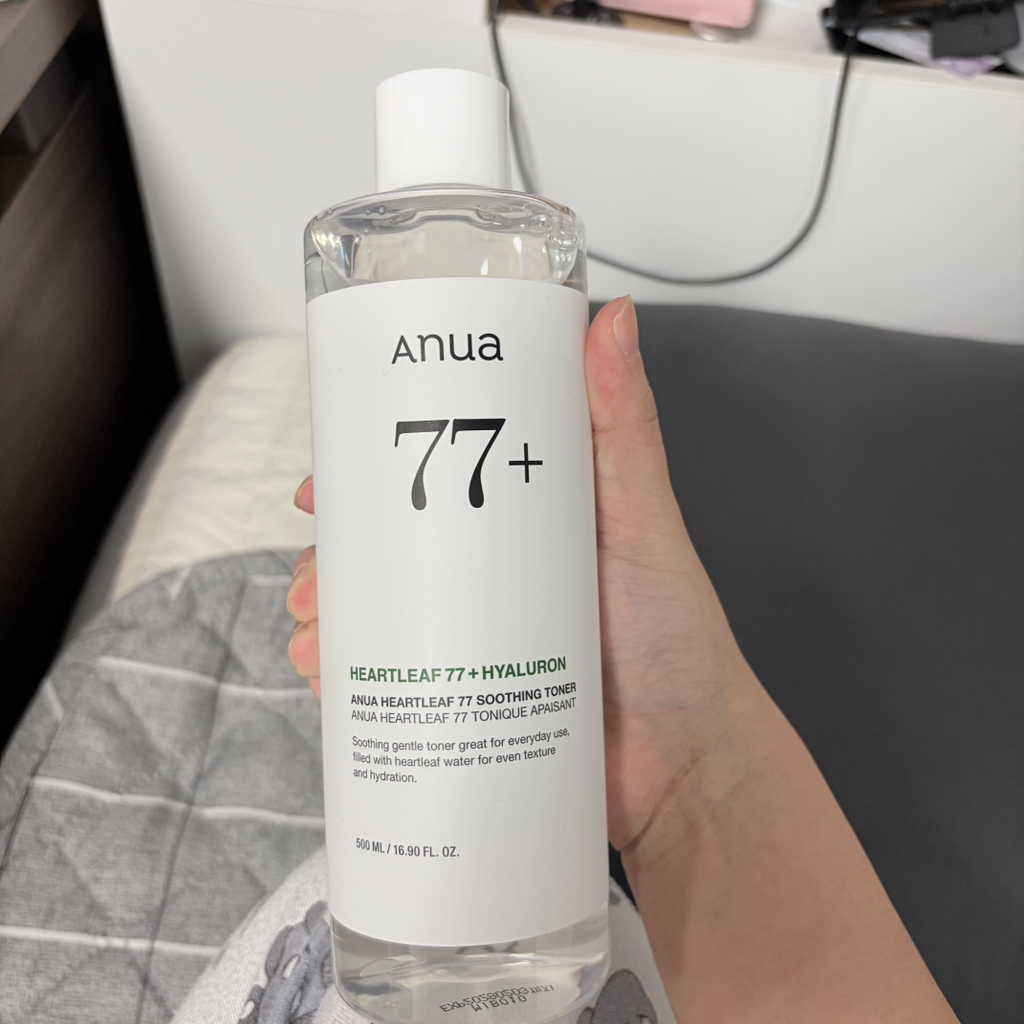 Anua
77+
HEARTLEAF 77 + HYALURON
ANUA HEARTLEAF 77 SOOTHING TONER
ANUA HEARTLEAF 77 TONIQUE APAISANT
Soothing gentle toner great for everyday use,
filled with heartleaf water for even texture
and hydration.
500 ML / 16.90 FL. OZ.